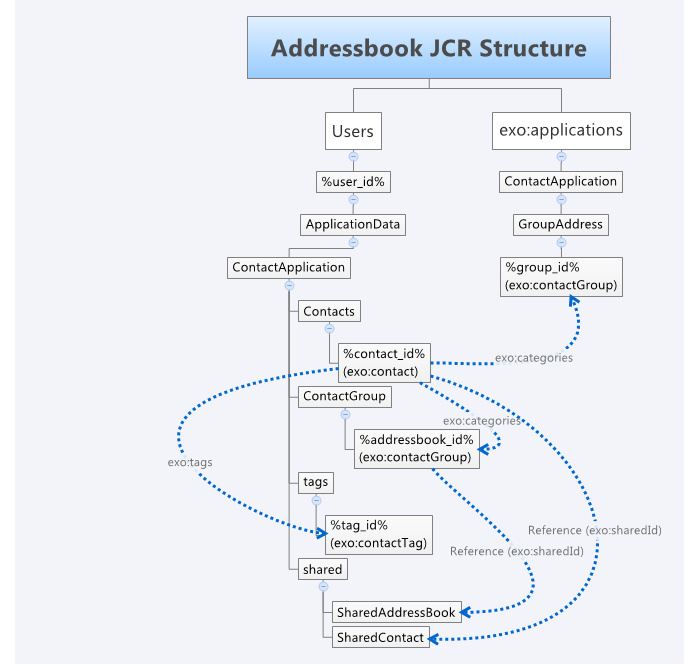 Addressbook JCR Structure
Users
exo:applications
%user_id%
ContactApplication
ApplicationData
GroupAddress
ContactApplication
%group_id%
(exo:contactGroup)
Contacts
%contact_id%
(exo:contact)
exo:categories
ContactGroup
exo:categories
%addressbook_id%
(exo:contactGroup)
exo:tags
tags
%tag_id%
(exo:contactTag)
Reference (exo:sharedId)
Reference (exo:sharedId)
shared
SharedAddressBook
SharedContact